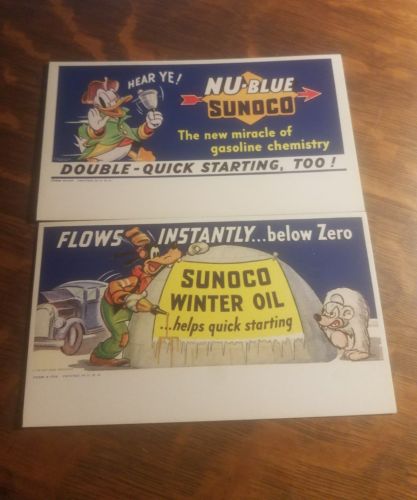 HEAR YE!
NU-BLUE
SUNOCO
The new miracle of
gasoline chemistry
DOUBLE-QUICK STARTING, TOO!
FLOWS INSTANTLY...below Zero
SUNOCO
WINTER OIL
...helps quick starting